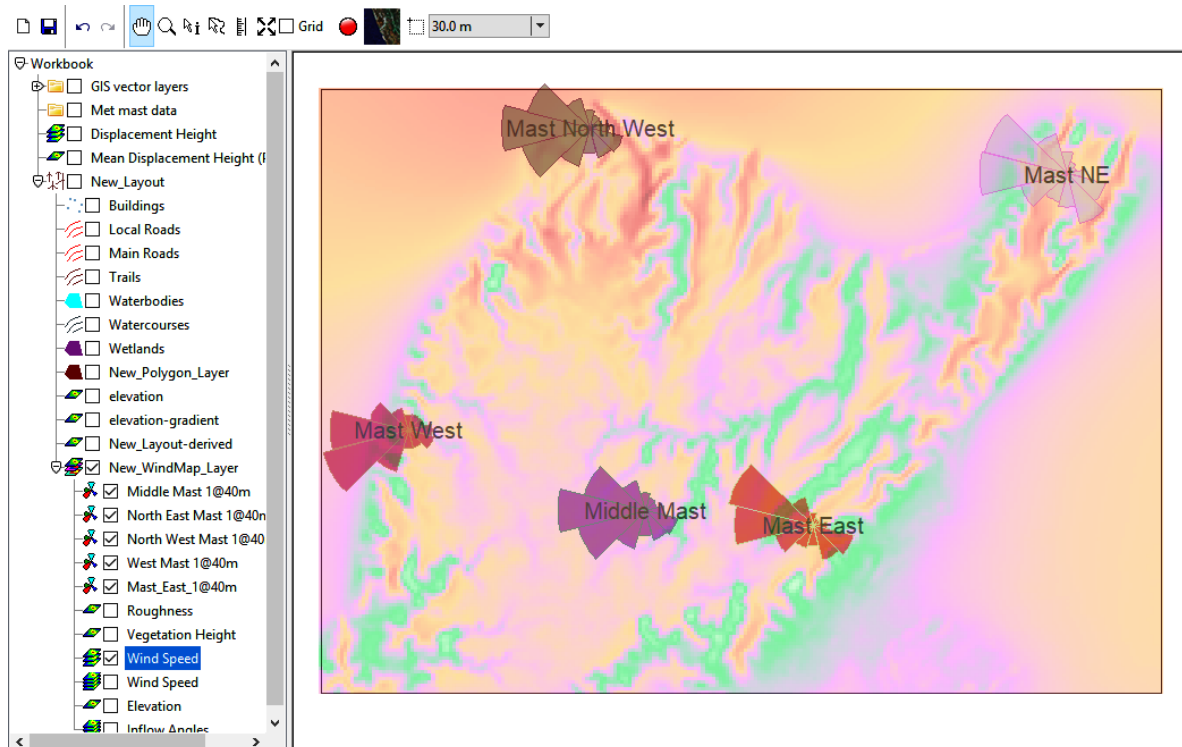 Grid
30.0 m
Workbook
GIS vector layers
Met mast data
Displacement Height
Mean Displacement Height (
New_Layout
Buildings
Local Roads
Main Roads
Trails
Waterbodies
Watercourses
Wetlands
New_Polygon_Layer
elevation
elevation-gradient
New_Layout-derived
New_WindMap_Layer
Middle Mast 1@40m
North East Mast 1@40m
North West Mast 1@40
West Mast 1@40m
Mast_East_1@40m
Roughness
Vegetation Height
Wind Speed
Wind Speed
Elevation
Inflow Angles
Mast North West
Mast NE
Mast West
Middle Mast
Mast East